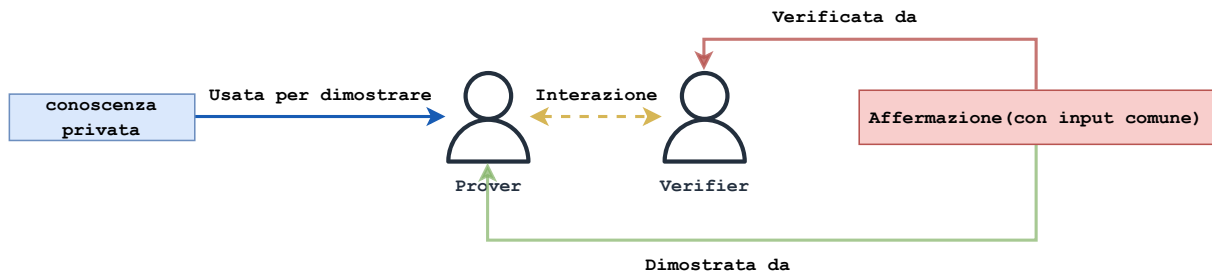 Verificata da
Usata per dimostrare
Interazione
conoscenza
privata
Affermazione(con input comune)
Prover
Verifier
Dimostrata da